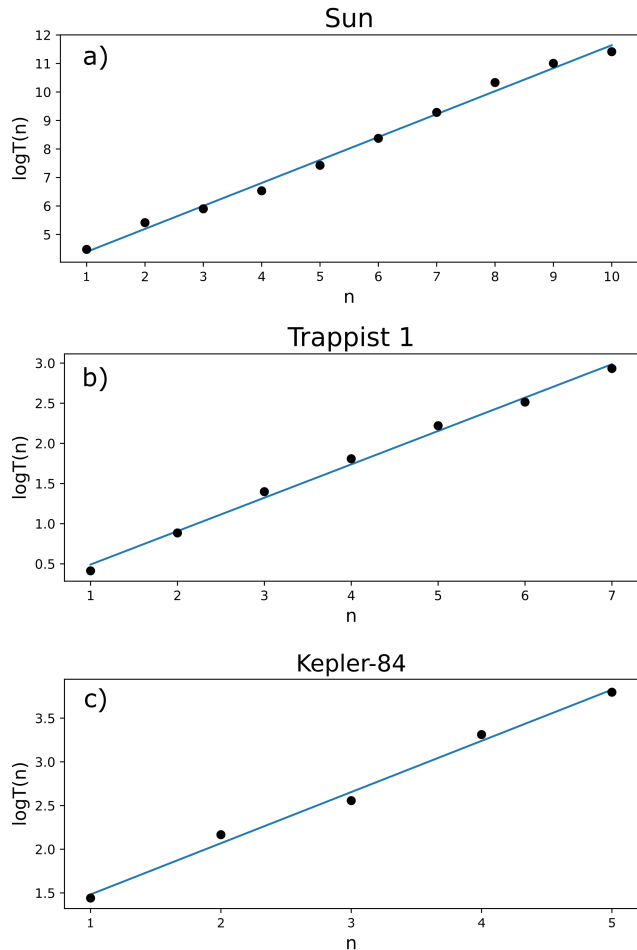 Sun
a)
12
11
10
9
8
7
6
5
logT(n)
1 2 3 4 5 6 7 8 9 10
n
Trappist 1
b)
3.0
2.5
2.0
1.5
1.0
0.5
logT(n)
1 2 3 4 5 6 7
n
Kepler-84
c)
3.5
3.0
2.5
2.0
1.5
logT(n)
1 2 3 4 5
n